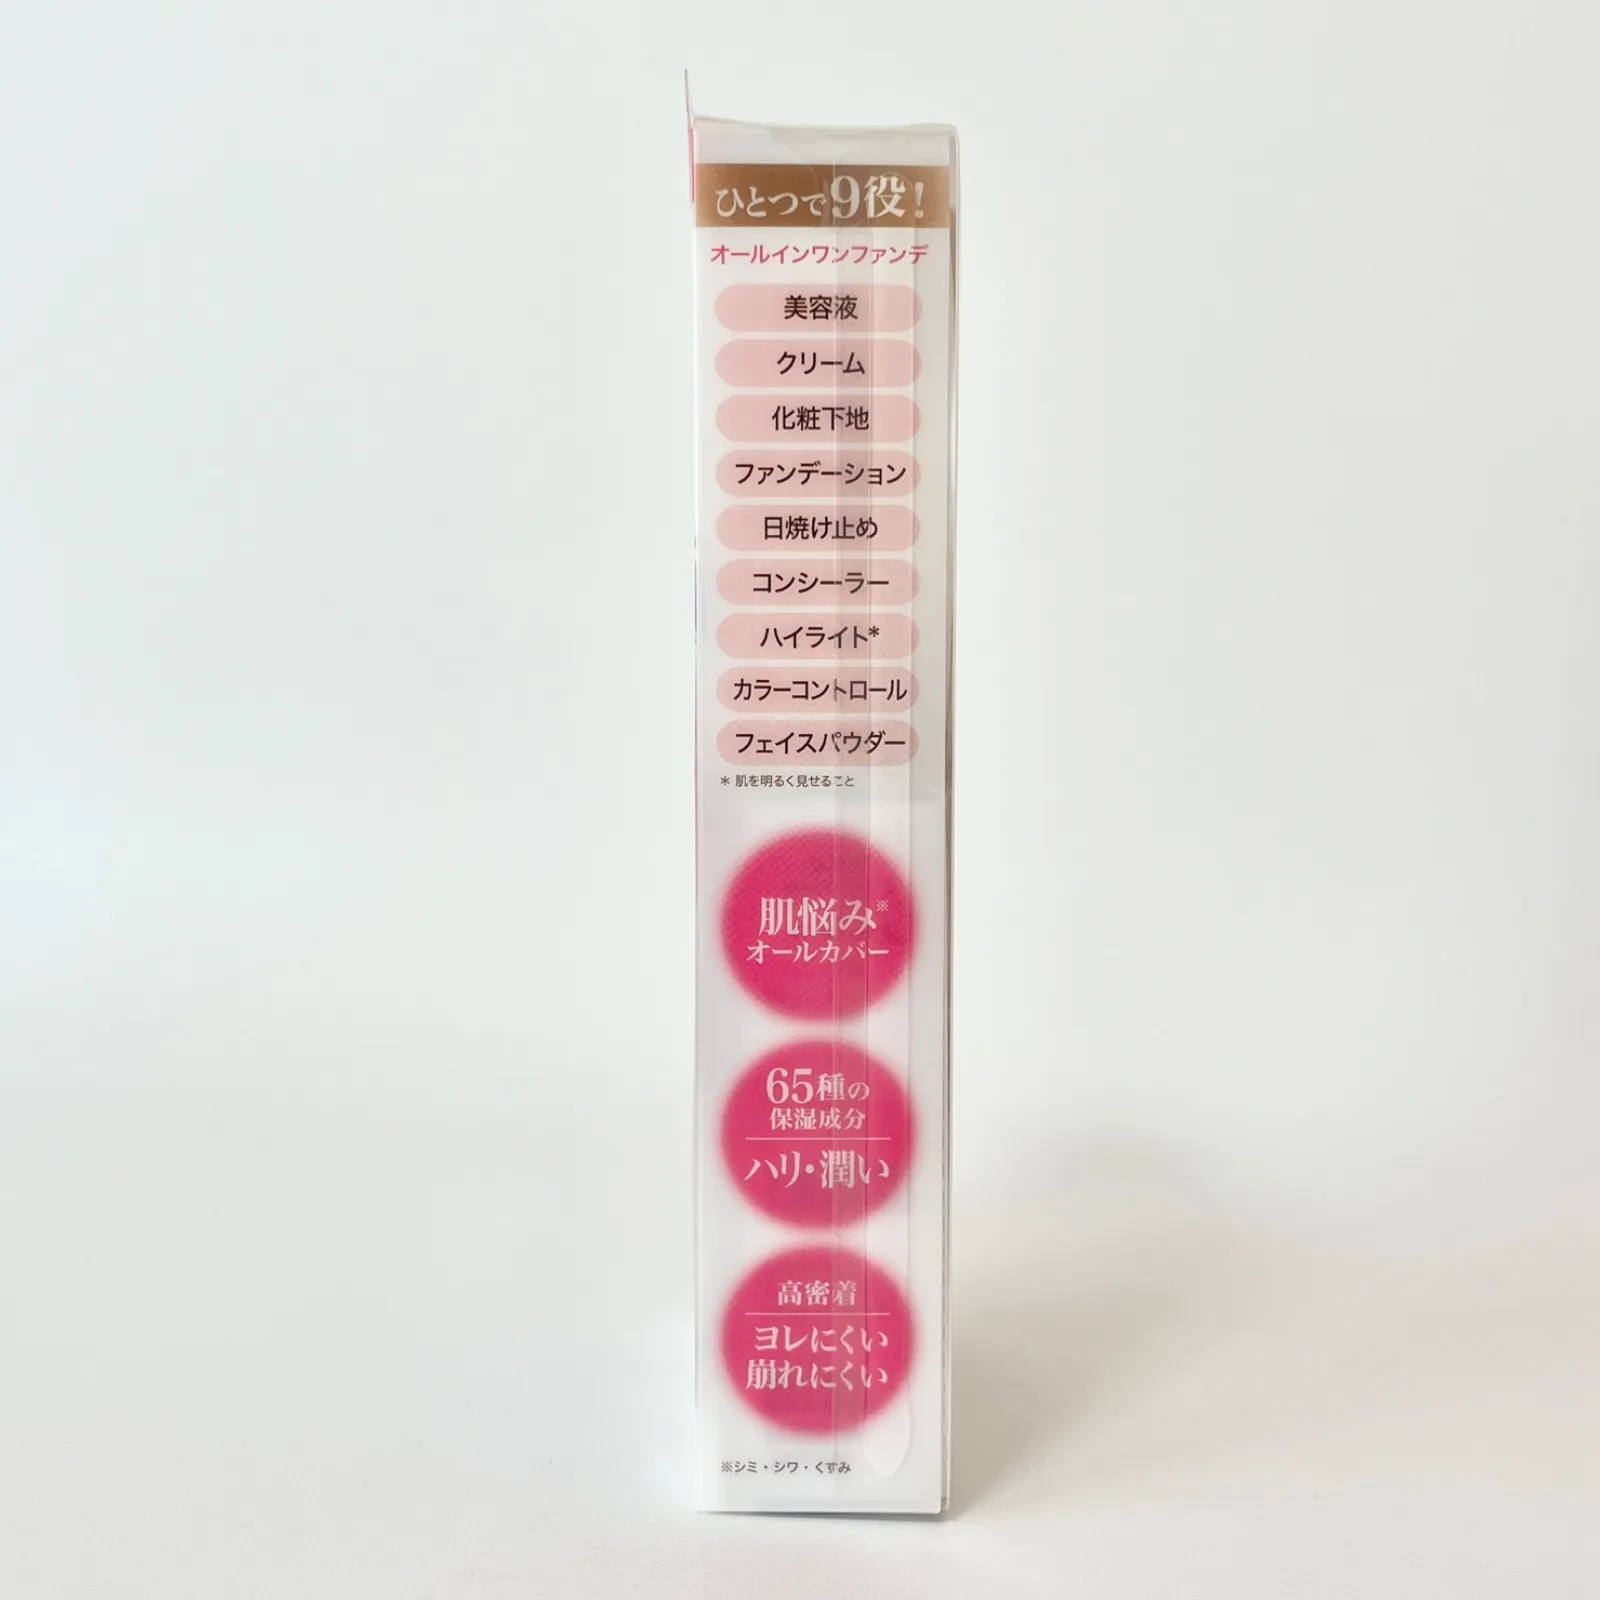 ひとつで9役!
オールインワンファンデ
美容液
クリーム
化粧下地
ファンデーション
日焼け止め
コンシーラー
ハイライト*
カラーコントロール
フェイスパウダー
* 肌を明るく見せること
肌悩み※
オールカバー
65種の
保湿成分
ハリ・潤い
高密着
ヨレにくい
崩れにくい
※シミ・シワ・くすみ